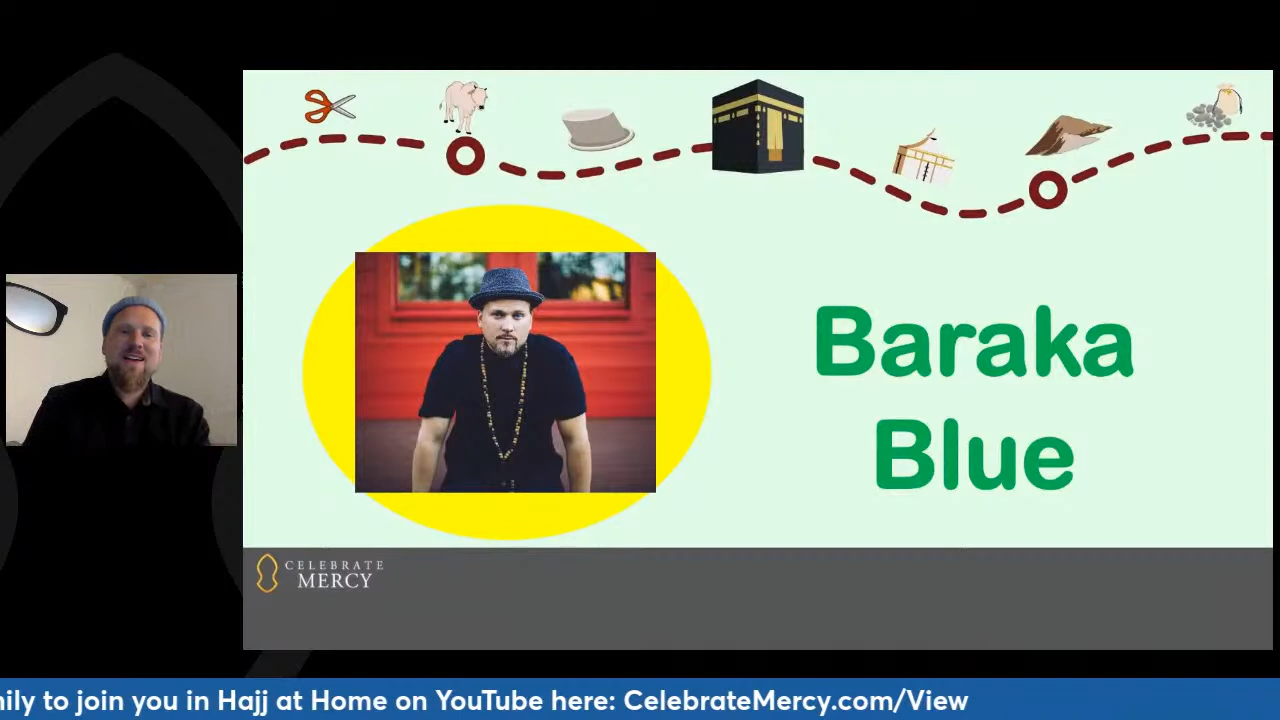 Baraka
Blue
CELEBRATE
MERCY
ily to join you in Hajj at Home on YouTube here: CelebrateMercy.com/View